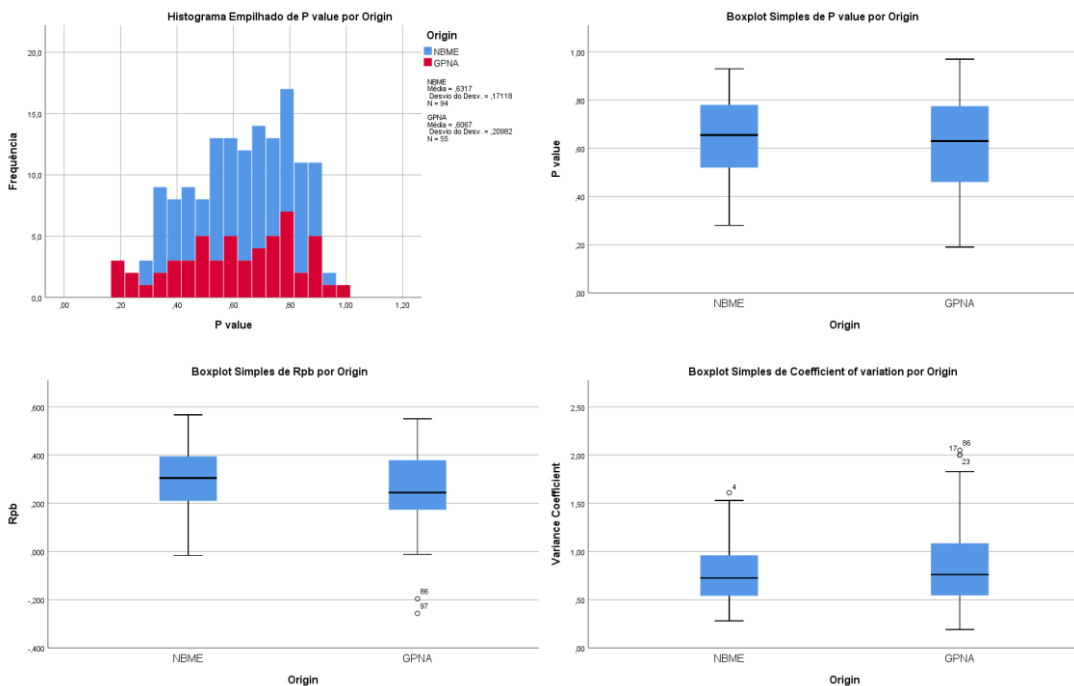 Histograma Empilhado de P value por Origin
Frequência
20,0
15,0
10,0
5,0
0,0
,00
,20
,40
,60
,80
1,00
1,20
P value
Origin
NBME
GPNA
NBME
Média = ,6317
Desvio do Desv. = ,17118
N = 94
GPNA
Média = ,6067
Desvio do Desv. = ,20982
N = 55
Boxplot Simples de P value por Origin
P value
1,00
,80
,60
,40
,20
,00
NBME
GPNA
Origin
Boxplot Simples de Rpb por Origin
Rpb
,600
,400
,200
,000
-,200
-,400
86
97
NBME
GPNA
Origin
Boxplot Simples de Coefficient of variation por Origin
Variance Coefficient
2,50
2,00
1,50
1,00
,50
,00
4
17
86
23
NBME
GPNA
Origin